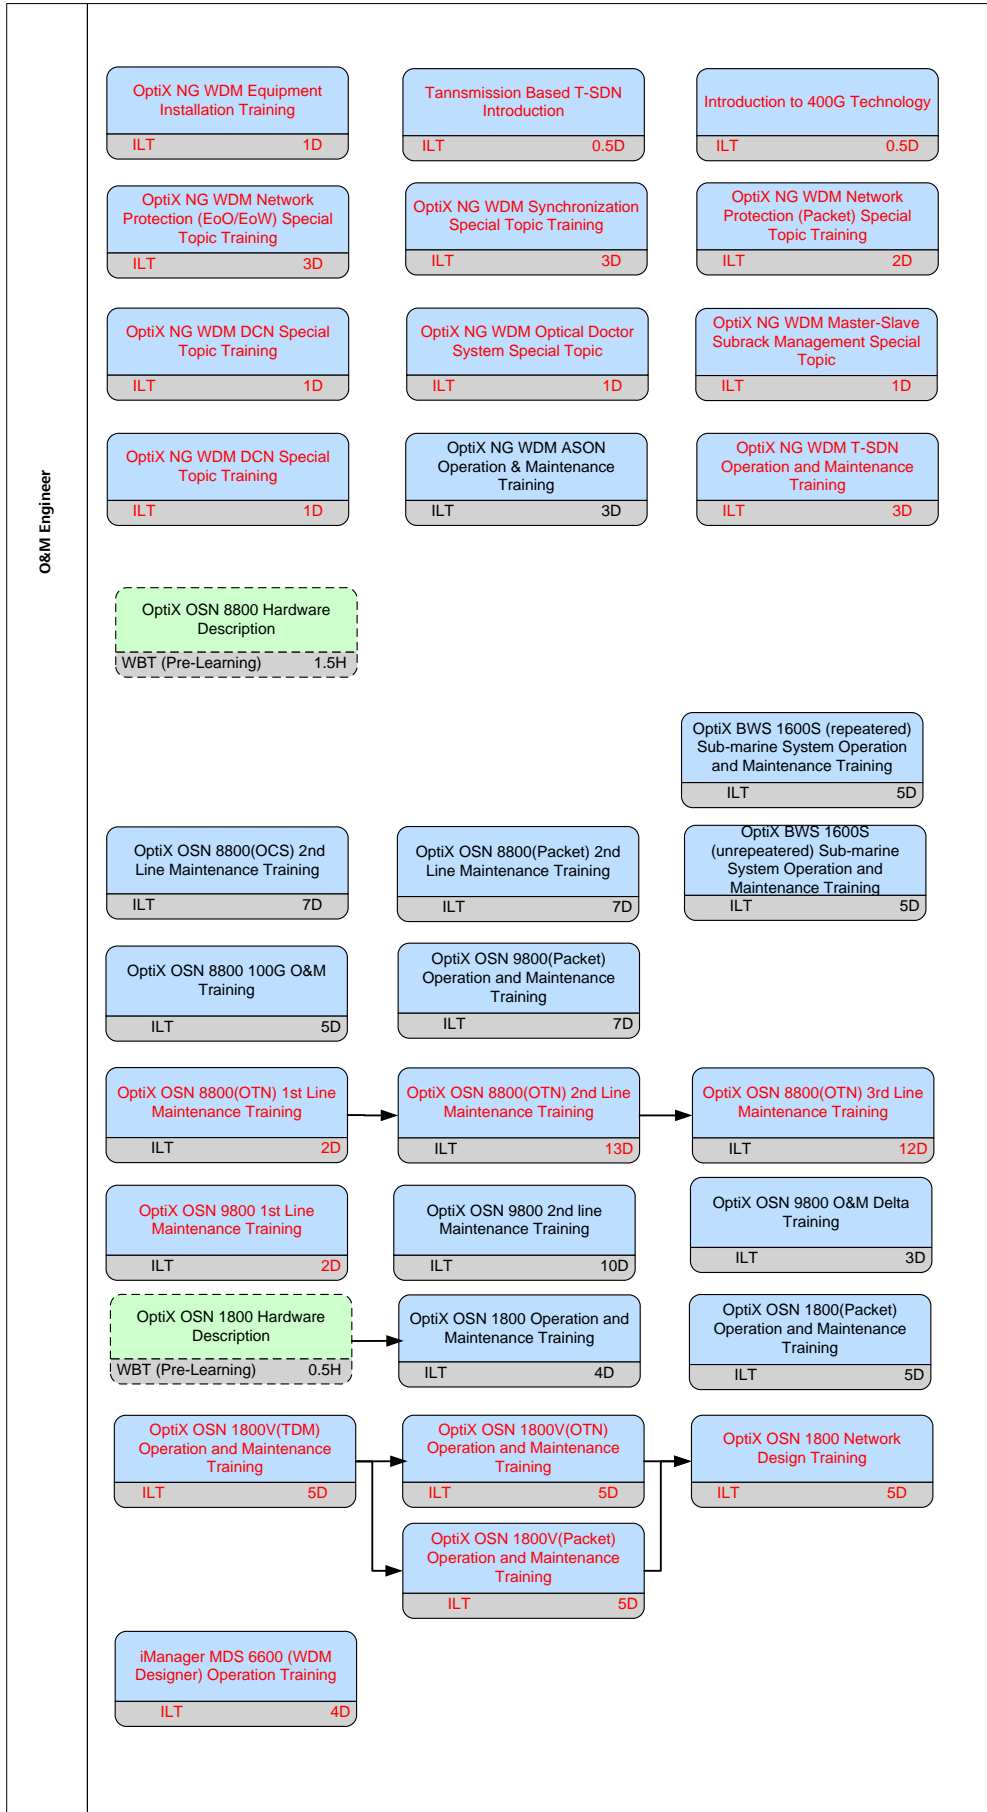 O&M Engineer
OptiX NG WDM Equipment
Installation Training
ILT 1D
Tannsmission Based T-SDN
Introduction
ILT 0.5D
Introduction to 400G Technology
ILT 0.5D
OptiX NG WDM Network
Protection (EoO/EoW) Special
Topic Training
ILT 3D
OptiX NG WDM Synchronization
Special Topic Training
ILT 3D
OptiX NG WDM Network
Protection (Packet) Special
Topic Training
ILT 2D
OptiX NG WDM DCN Special
Topic Training
ILT 1D
OptiX NG WDM Optical Doctor
System Special Topic
ILT 1D
OptiX NG WDM Master-Slave
Subrack Management Special
Topic
ILT 1D
OptiX NG WDM DCN Special
Topic Training
ILT 1D
OptiX NG WDM ASON
Operation & Maintenance
Training
ILT 3D
OptiX NG WDM T-SDN
Operation and Maintenance
Training
ILT 3D
OptiX OSN 8800 Hardware
Description
WBT (Pre-Learning) 1.5H
OptiX BWS 1600S (repeatered)
Sub-marine System Operation
and Maintenance Training
ILT 5D
OptiX OSN 8800(OCS) 2nd
Line Maintenance Training
ILT 7D
OptiX OSN 8800(Packet) 2nd
Line Maintenance Training
ILT 7D
OptiX BWS 1600S
(unrepeatered) Sub-marine
System Operation and
Maintenance Training
ILT 5D
OptiX OSN 8800 100G O&M
Training
ILT 5D
OptiX OSN 9800(Packet)
Operation and Maintenance
Training
ILT 7D
OptiX OSN 8800(OTN) 1st Line
Maintenance Training
ILT 2D
OptiX OSN 8800(OTN) 2nd Line
Maintenance Training
ILT 13D
OptiX OSN 8800(OTN) 3rd Line
Maintenance Training
ILT 12D
OptiX OSN 9800 1st Line
Maintenance Training
ILT 2D
OptiX OSN 9800 2nd line
Maintenance Training
ILT 10D
OptiX OSN 9800 O&M Delta
Training
ILT 3D
OptiX OSN 1800 Hardware
Description
WBT (Pre-Learning) 0.5H
OptiX OSN 1800 Operation and
Maintenance Training
ILT 4D
OptiX OSN 1800(Packet)
Operation and Maintenance
Training
ILT 5D
OptiX OSN 1800V(TDM)
Operation and Maintenance
Training
ILT 5D
OptiX OSN 1800V(OTN)
Operation and Maintenance
Training
ILT 5D
OptiX OSN 1800 Network
Design Training
ILT 5D
OptiX OSN 1800V(Packet)
Operation and Maintenance
Training
ILT 5D
iManager MDS 6600 (WDM
Designer) Operation Training
ILT 4D